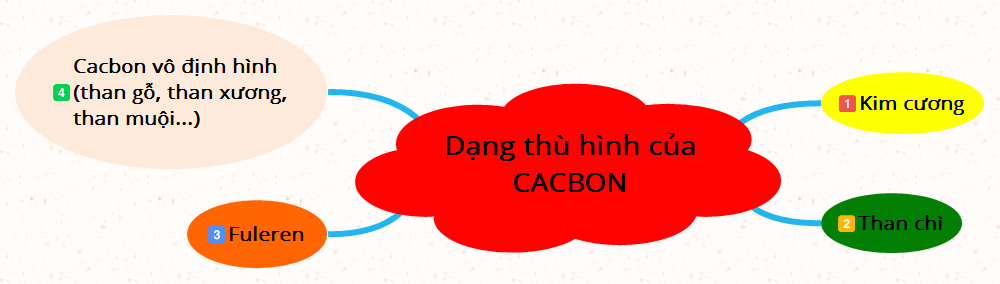 Dạng thù hình của
CACBON
1 Kim cương
2 Than chì
3 Fuleren
4 Cacbon vô định hình
(than gỗ, than xương,
than muội...)